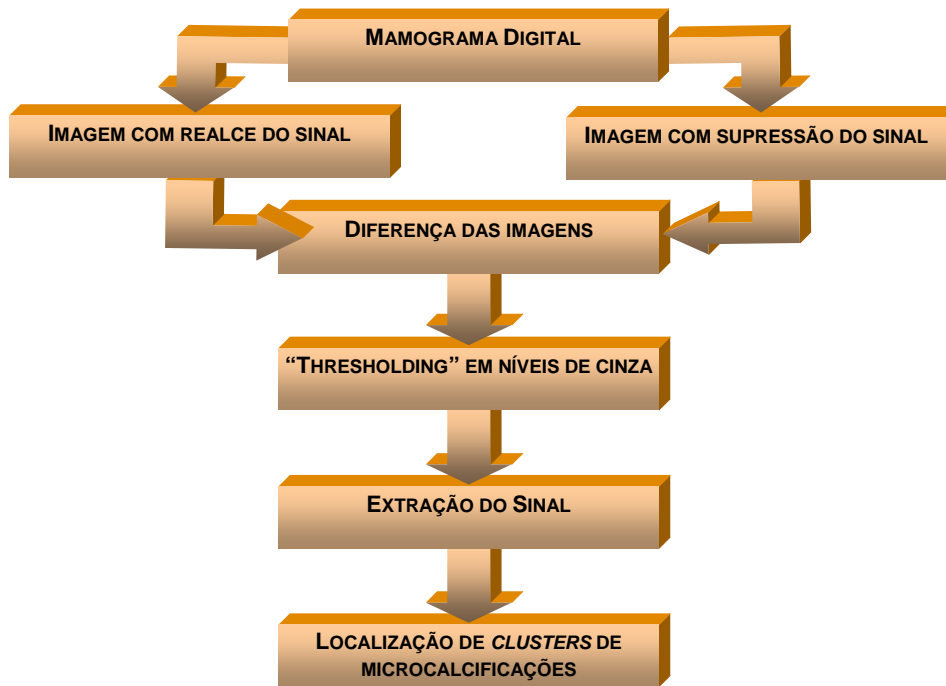 MAMOGRAMA DIGITAL
IMAGEM COM REALCE DO SINAL
IMAGEM COM SUPRESSÃO DO SINAL
DIFERENÇA DAS IMAGENS
“THRESHOLDING” EM NÍVEIS DE CINZA
EXTRAÇÃO DO SINAL
LOCALIZAÇÃO DE CLUSTERS DE
MICROCALCIFICAÇÕES